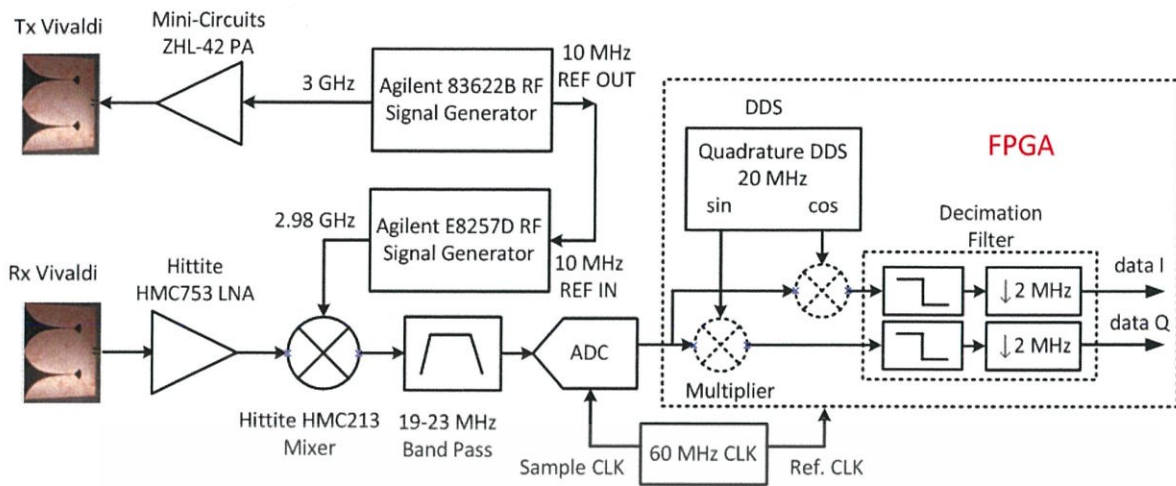 Tx Vivaldi
Mini-Circuits
ZHL-42 PA
3 GHz
Agilent 83622B RF
Signal Generator
10 MHz
REF OUT
DDS
Quadrature DDS
20 MHz
sin
cos
FPGA
2.98 GHz
Agilent E8257D RF
Signal Generator
10 MHz
REF IN
Decimation
Filter
Rx Vivaldi
Hittite
HMC753 LNA
↓2 MHz
data I
↓2 MHz
data Q
ADC
Multiplier
Hittite HMC213
Mixer
19-23 MHz
Band Pass
Sample CLK
60 MHz CLK
Ref. CLK